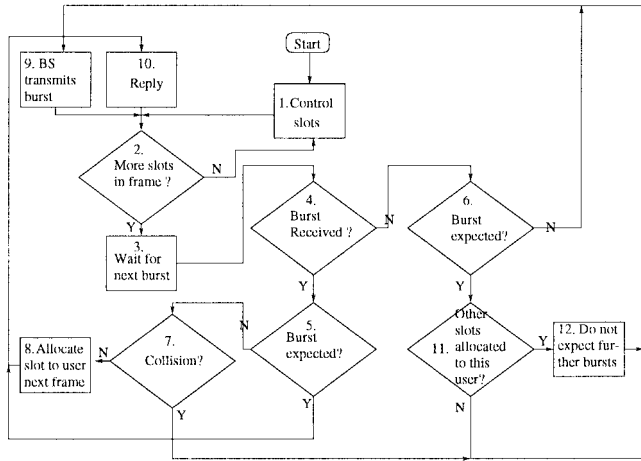 Start
9. BS
transmits
burst
10.
Reply
1.Control
slots
2.
More slots
in frame ?
N
Y
3.
Wait for
next burst
4.
Burst
Received ?
N
Y
6.
Burst
expected?
N
Y
8.Allocate
slot to user
next frame
N
7.
Collision?
Y
N
5.
Burst
expected?
Y
Other
slots
allocated
11. to this
user?
Y
N
12. Do not
expect fur-
ther bursts